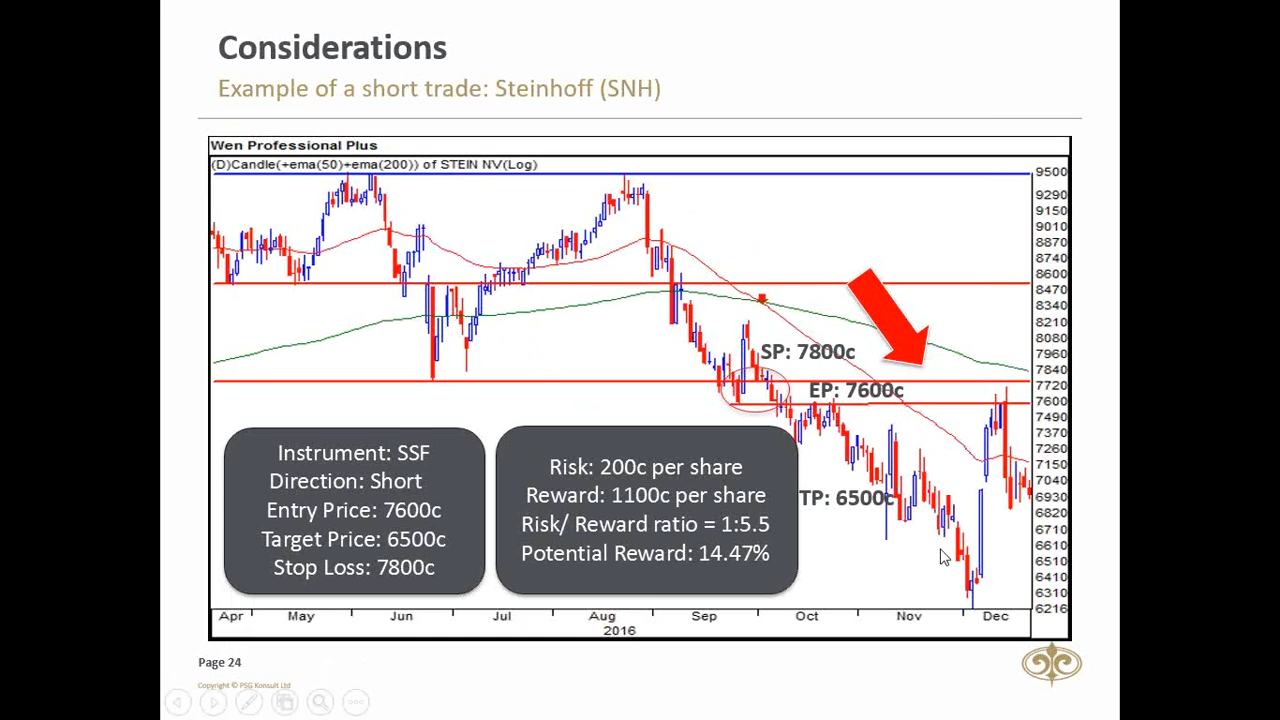 Considerations
Example of a short trade: Steinhoff (SNH)
Wen Professional Plus
(D)Candle(+ema(50)+ema(200)) of STEIN NV(Log)
9500
9290
9150
9010
8870
8740
8600
8470
8340
8210
8080
7960
7840
7720
7600
7490
7370
7260
7150
7040
6930
6820
6710
6610
6510
6410
6310
6216
SP: 7800c
EP: 7600c
TP: 6500c
Instrument: SSF
Direction: Short
Entry Price: 7600c
Target Price: 6500c
Stop Loss: 7800c
Risk: 200c per share
Reward: 1100c per share
Risk/ Reward ratio = 1:5.5
Potential Reward: 14.47%
Apr May Jun Jul Aug Sep Oct Nov Dec
2016
Page 24
Copyright © PSG Konsult Ltd